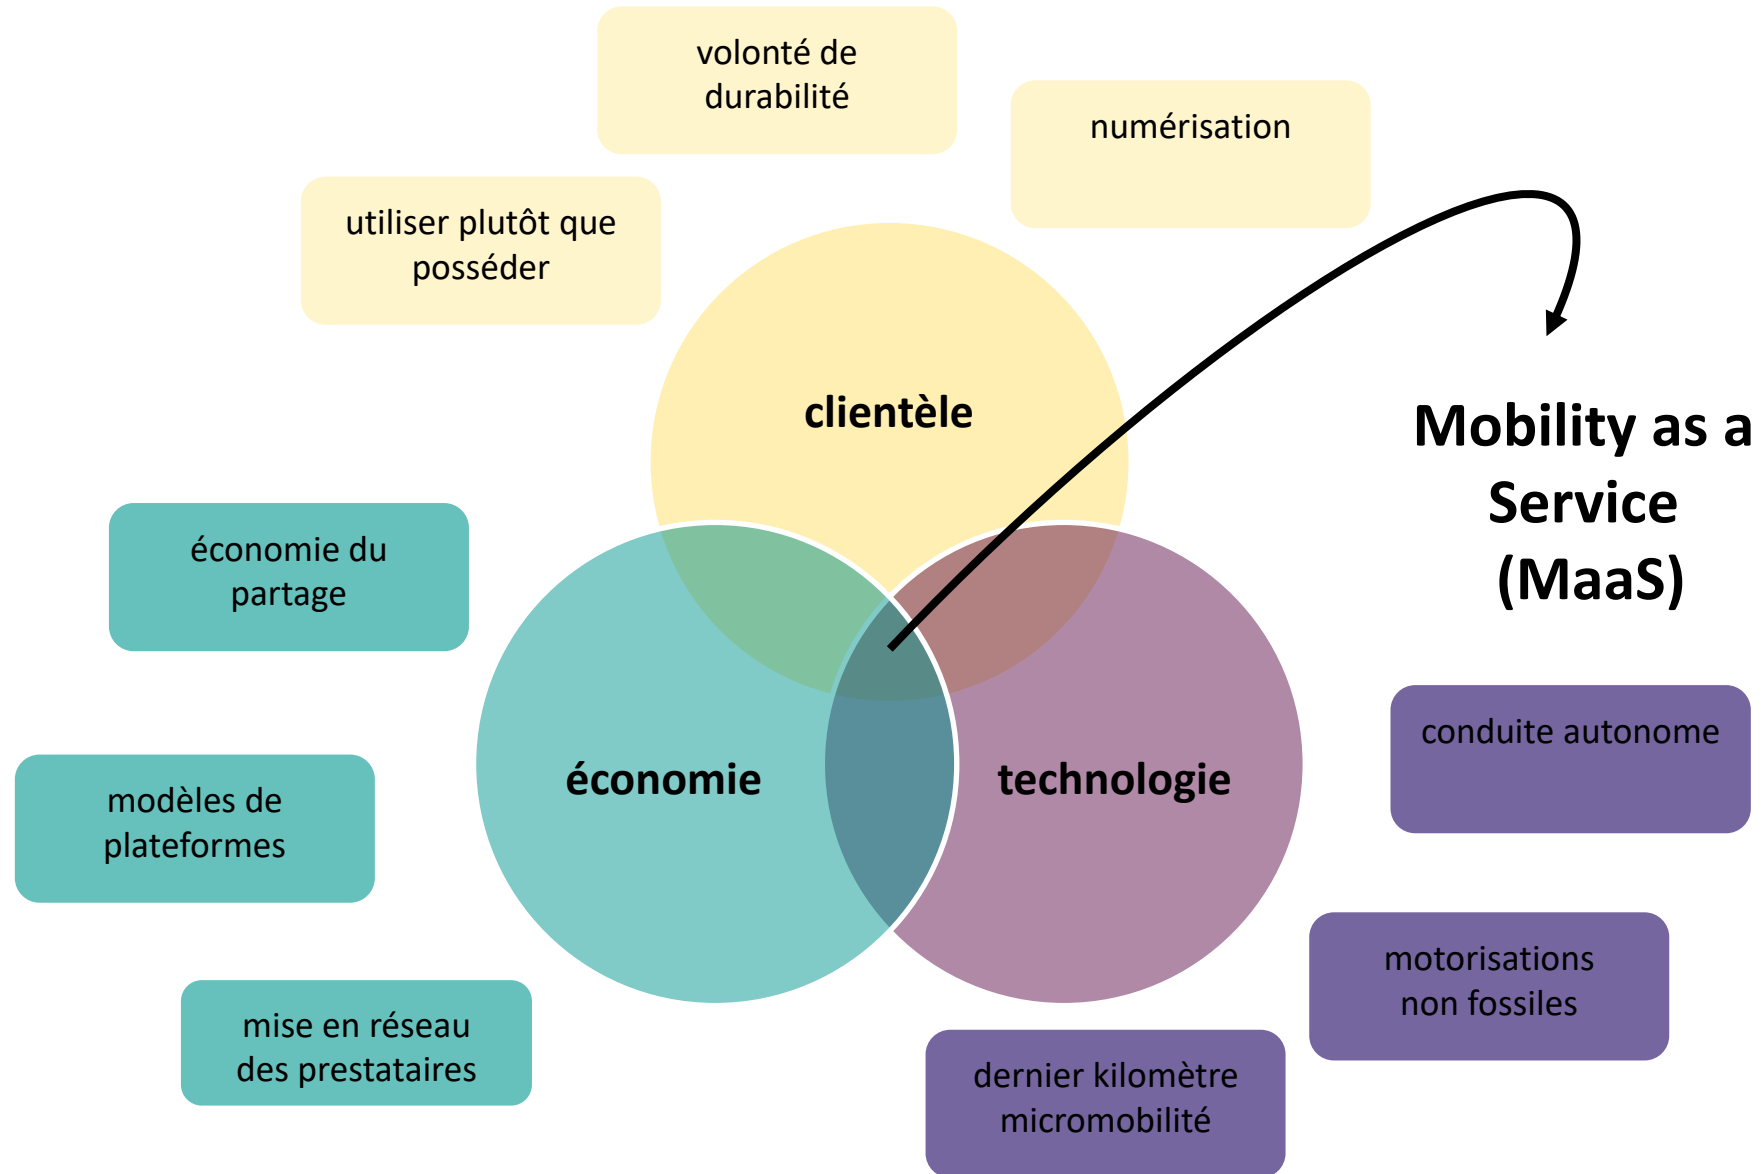 volonté de
durabilité
numérisation
utiliser plutôt que
posséder
clientèle
Mobility as a
Service
(MaaS)
économie du
partage
conduite autonome
économie
technologie
modèles de
plateformes
motorisations
non fossiles
mise en réseau
des prestataires
dernier kilomètre
micromobilité